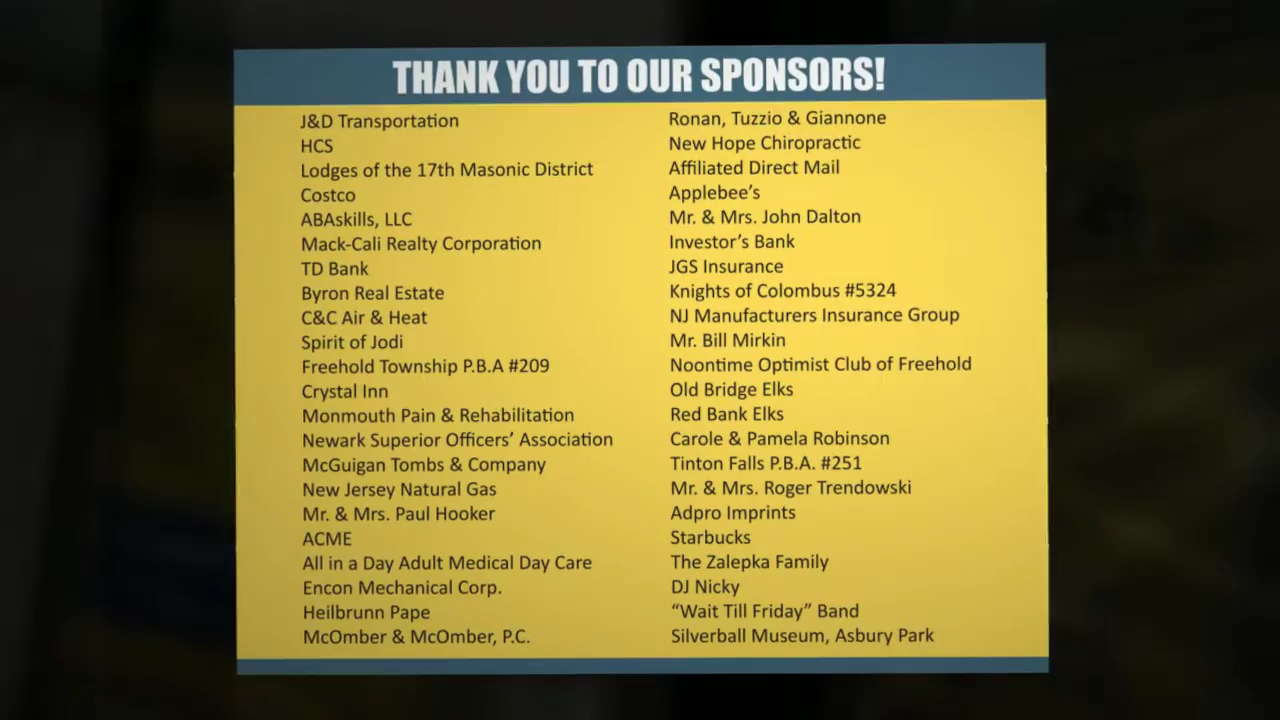 THANK YOU TO OUR SPONSORS!
J&D Transportation
HCS
Lodges of the 17th Masonic District
Costco
ABAskills, LLC
Mack-Cali Realty Corporation
TD Bank
Byron Real Estate
C&C Air & Heat
Spirit of Jodi
Freehold Township P.B.A #209
Crystal Inn
Monmouth Pain & Rehabilitation
Newark Superior Officers’ Association
McGuigan Tombs & Company
New Jersey Natural Gas
Mr. & Mrs. Paul Hooker
ACME
All in a Day Adult Medical Day Care
Encon Mechanical Corp.
Heilbrunn Pape
McOmber & McOmber, P.C.
Ronan, Tuzzio & Giannone
New Hope Chiropractic
Affiliated Direct Mail
Applebee’s
Mr. & Mrs. John Dalton
Investor’s Bank
JGS Insurance
Knights of Colombus #5324
NJ Manufacturers Insurance Group
Mr. Bill Mirkin
Noontime Optimist Club of Freehold
Old Bridge Elks
Red Bank Elks
Carole & Pamela Robinson
Tinton Falls P.B.A. #251
Mr. & Mrs. Roger Trendowski
Adpro Imprints
Starbucks
The Zalepka Family
DJ Nicky
“Wait Till Friday” Band
Silverball Museum, Asbury Park